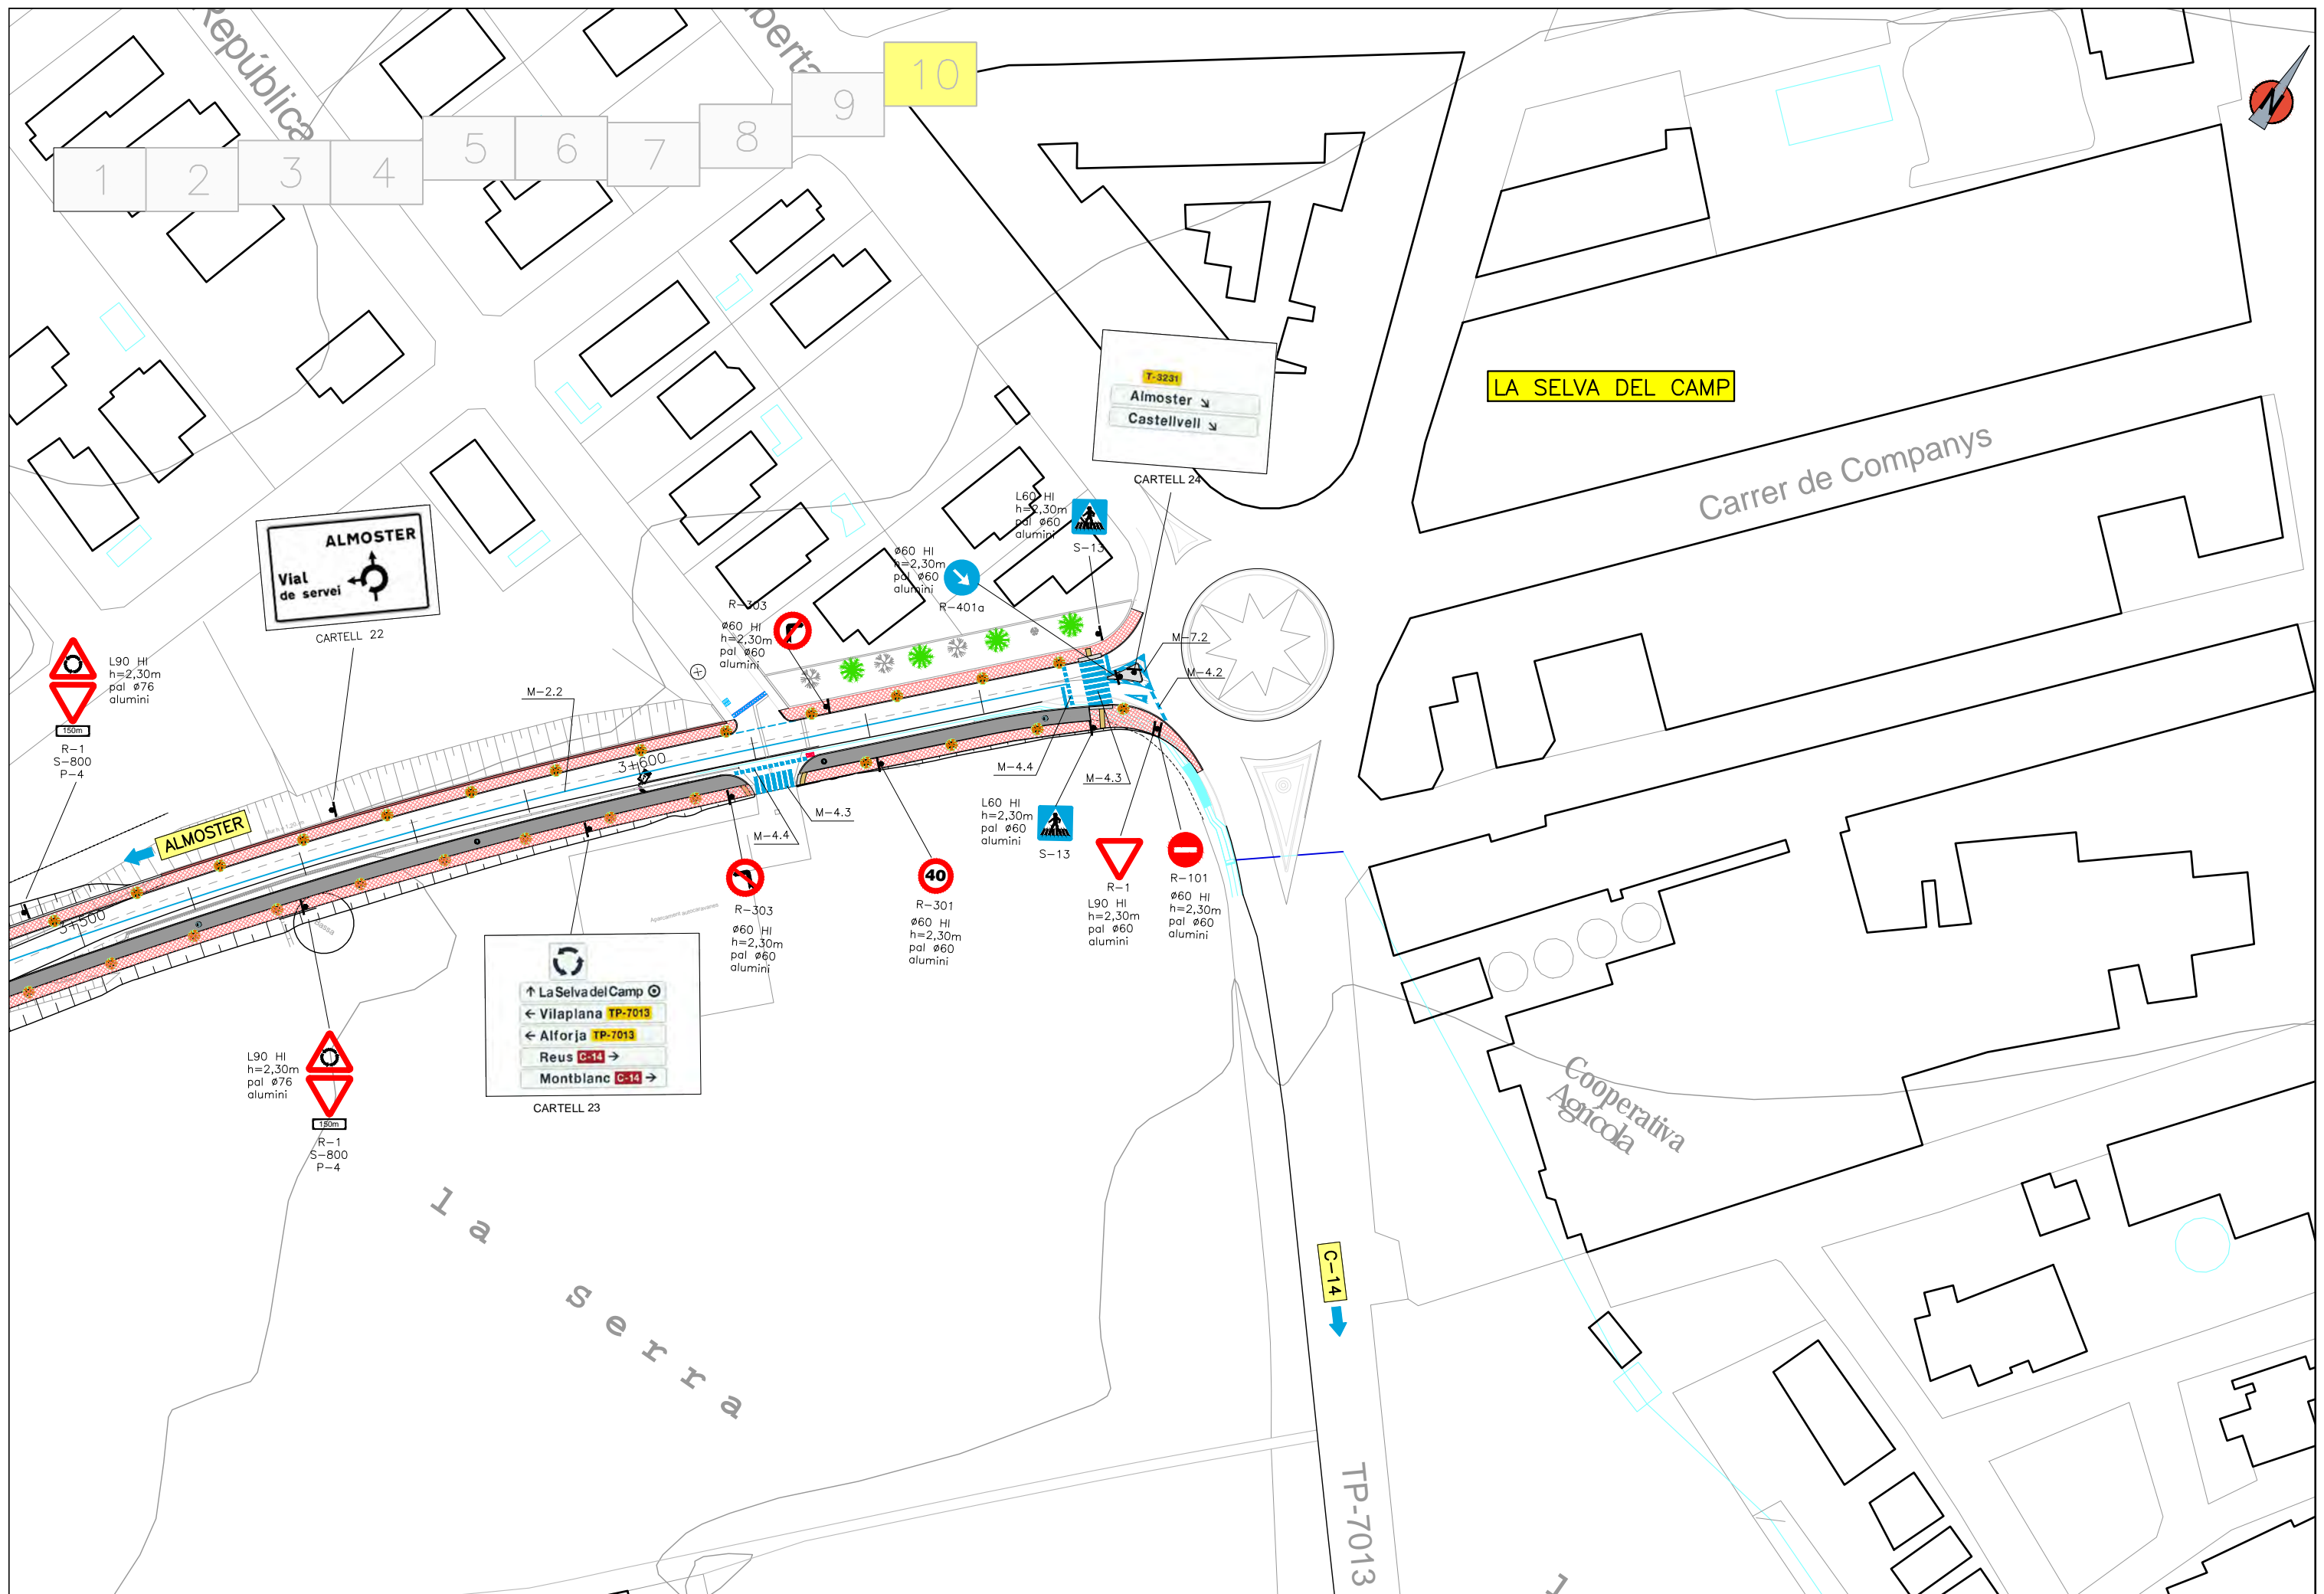 República
10
9
8
7
6
5
4
3
2
1
N
LA SELVA DEL CAMP
Carrer de Companys
T-3231
Almoster ↘
Castellvell ↘
CARTELL 24
L60 HI
h=2,30m
pal ø60
alumini
S-13
ø60 HI
h=2,30m
pal ø60
alumini
R-401a
R-303
ø60 HI
h=2,30m
pal ø60
alumini
ALMOSTER
Vial
de servei
CARTELL 22
L90 HI
h=2,30m
pal ø76
alumini
150m
R-1
S-800
P-4
M-2.2
M-7.2
M-4.2
3+600
M-4.4
M-4.3
M-4.3
M-4.4
ALMOSTER
3+500
Bassa
L60 HI
h=2,30m
pal ø60
alumini
S-13
R-1
L90 HI
h=2,30m
pal ø60
alumini
R-101
ø60 HI
h=2,30m
pal ø60
alumini
40
R-301
ø60 HI
h=2,30m
pal ø60
alumini
R-303
ø60 HI
h=2,30m
pal ø60
alumini
↑ La Selva del Camp
← Vilaplana TP-7013
← Alforja TP-7013
Reus C-14 →
Montblanc C-14 →
CARTELL 23
L90 HI
h=2,30m
pal ø76
alumini
150m
R-1
S-800
P-4
la serra
Cooperativa
Agrícola
C-14
TP-7013